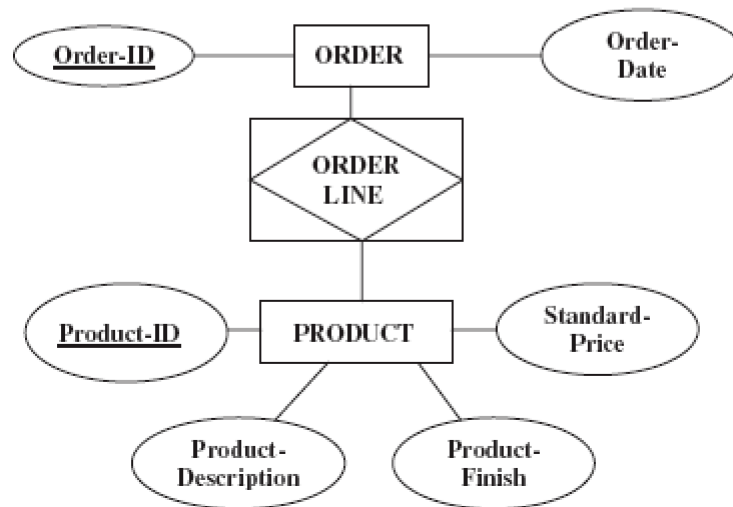 Order-ID
ORDER
Order-
Date
ORDER
LINE
Product-ID
PRODUCT
Standard-
Price
Product-
Description
Product-
Finish